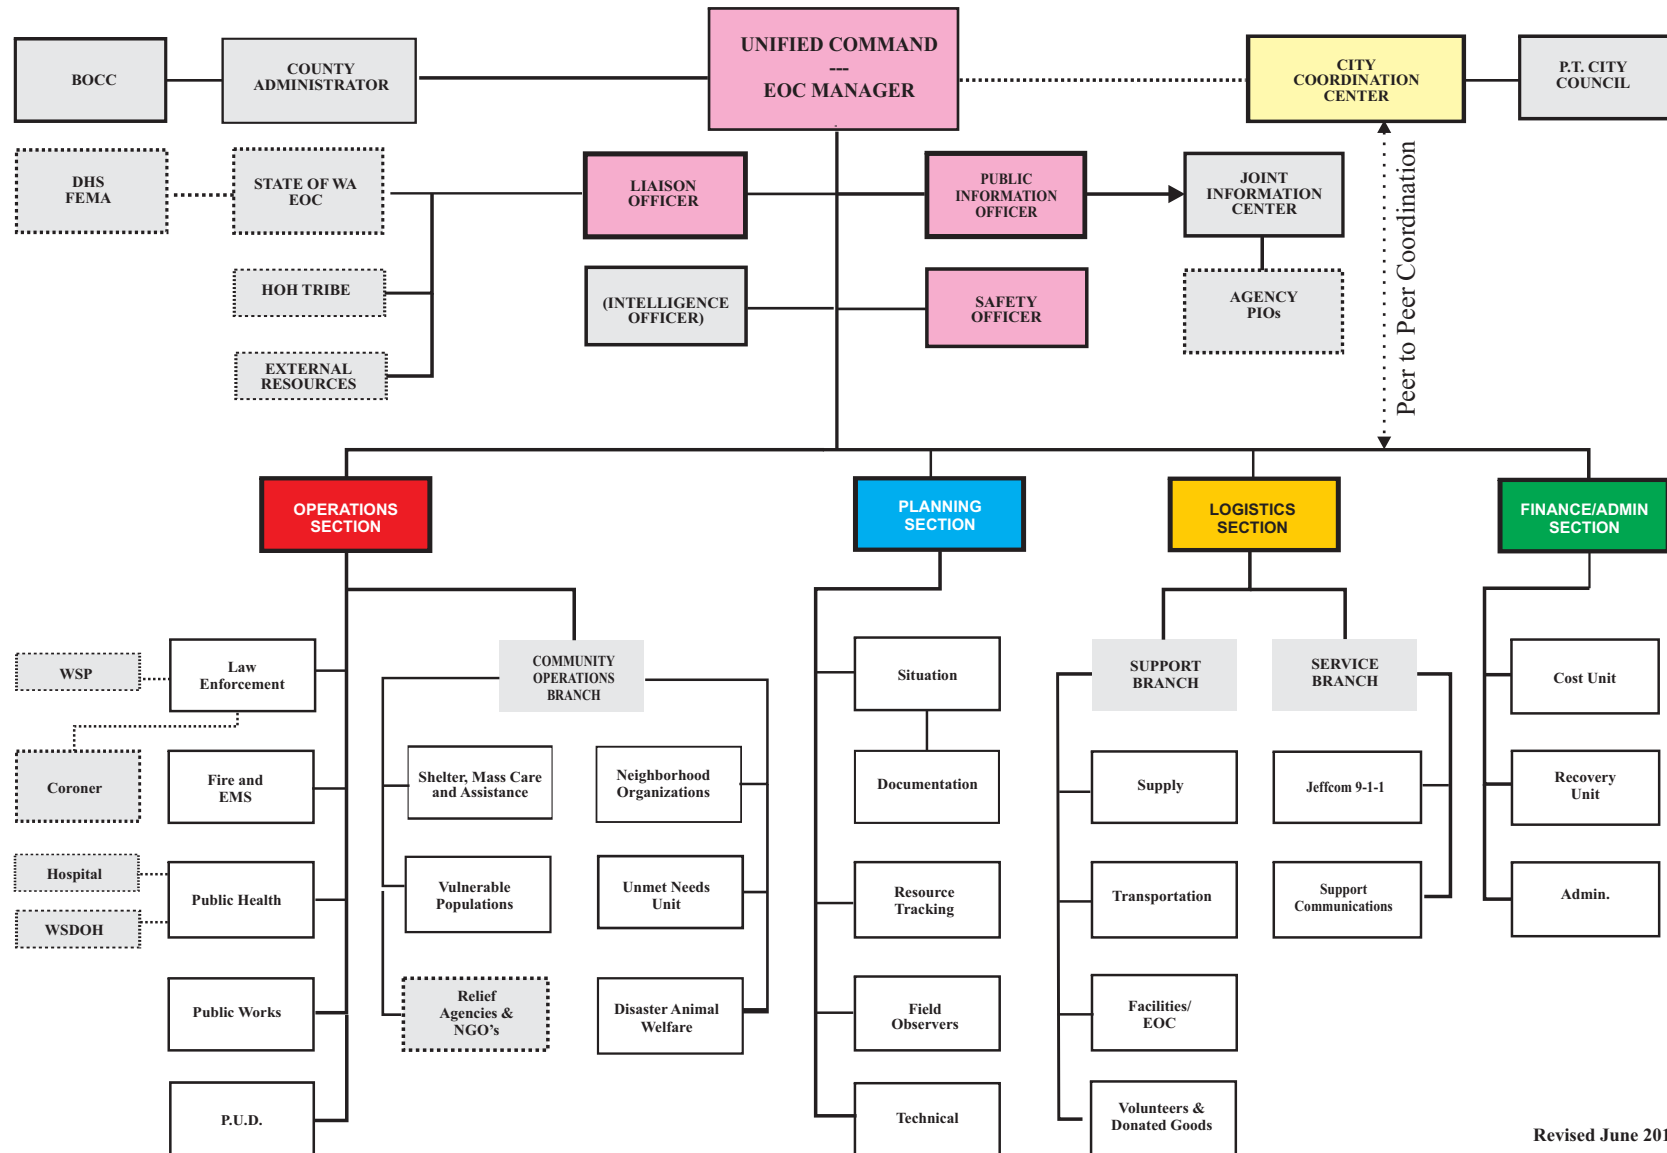 UNIFIED COMMAND
---
EOC MANAGER
BOCC
COUNTY
ADMINISTRATOR
CITY
COORDINATION
CENTER
P.T. CITY
COUNCIL
DHS
FEMA
STATE OF WA
EOC
LIAISON
OFFICER
PUBLIC
INFORMATION
OFFICER
JOINT
INFORMATION
CENTER
Peer to Peer Coordination
HOH TRIBE
(INTELLIGENCE
OFFICER)
SAFETY
OFFICER
AGENCY
PIOs
EXTERNAL
RESOURCES
OPERATIONS
SECTION
PLANNING
SECTION
LOGISTICS
SECTION
FINANCE/ADMIN
SECTION
WSP
Law
Enforcement
COMMUNITY
OPERATIONS
BRANCH
Situation
SUPPORT
BRANCH
SERVICE
BRANCH
Cost Unit
Coroner
Fire and
EMS
Shelter, Mass Care
and Assistance
Neighborhood
Organizations
Documentation
Supply
Jeffcom 9-1-1
Recovery
Unit
Hospital
WSDOH
Public Health
Vulnerable
Populations
Unmet Needs
Unit
Resource
Tracking
Transportation
Support
Communications
Admin.
Public Works
Relief
Agencies &
NGO's
Disaster Animal
Welfare
Field
Observers
Facilities/
EOC
P.U.D.
Technical
Volunteers &
Donated Goods
Revised June 201